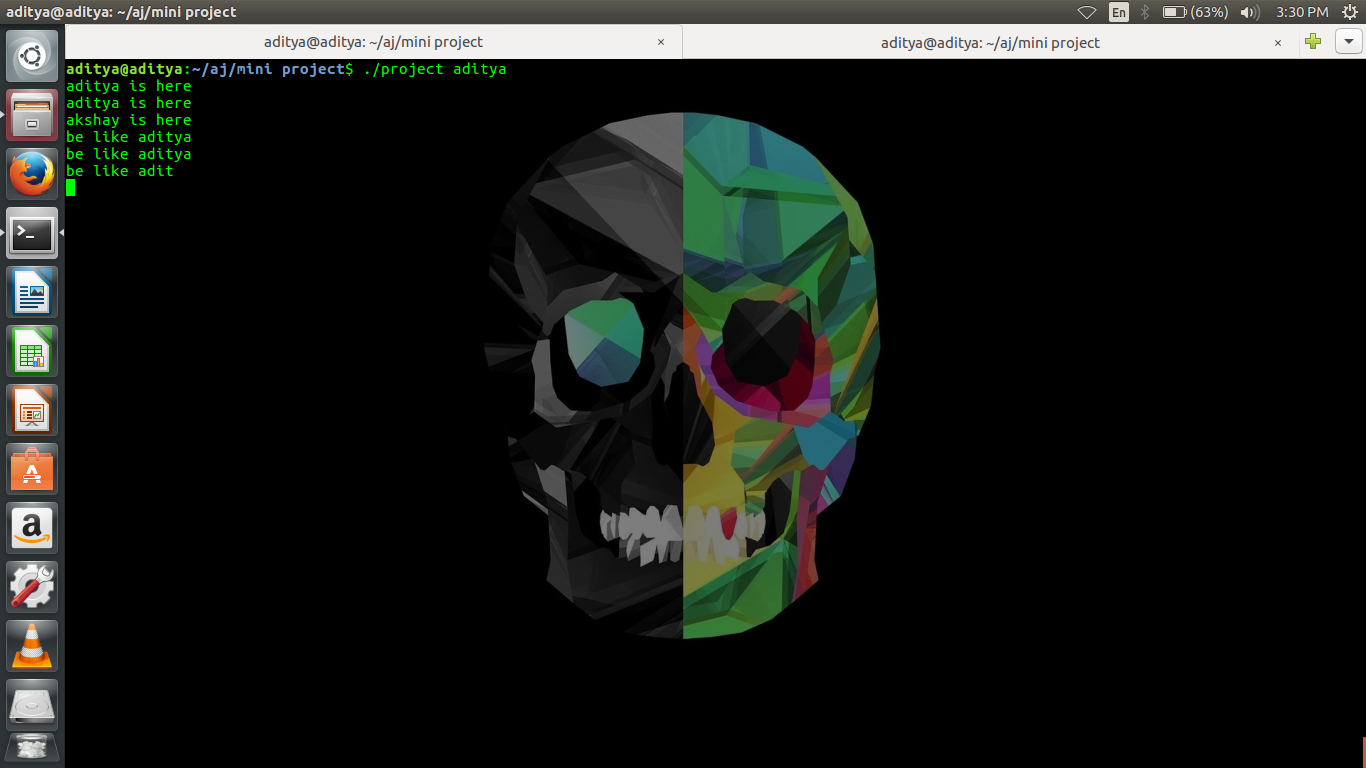 aditya@aditya: ~/aj/mini project
En
(63%)
3:30 PM
aditya@aditya: ~/aj/mini project ×
aditya@aditya: ~/aj/mini project ×
aditya@aditya:~/aj/mini project$ ./project aditya
aditya is here
aditya is here
akshay is here
be like aditya
be like aditya
be like adit